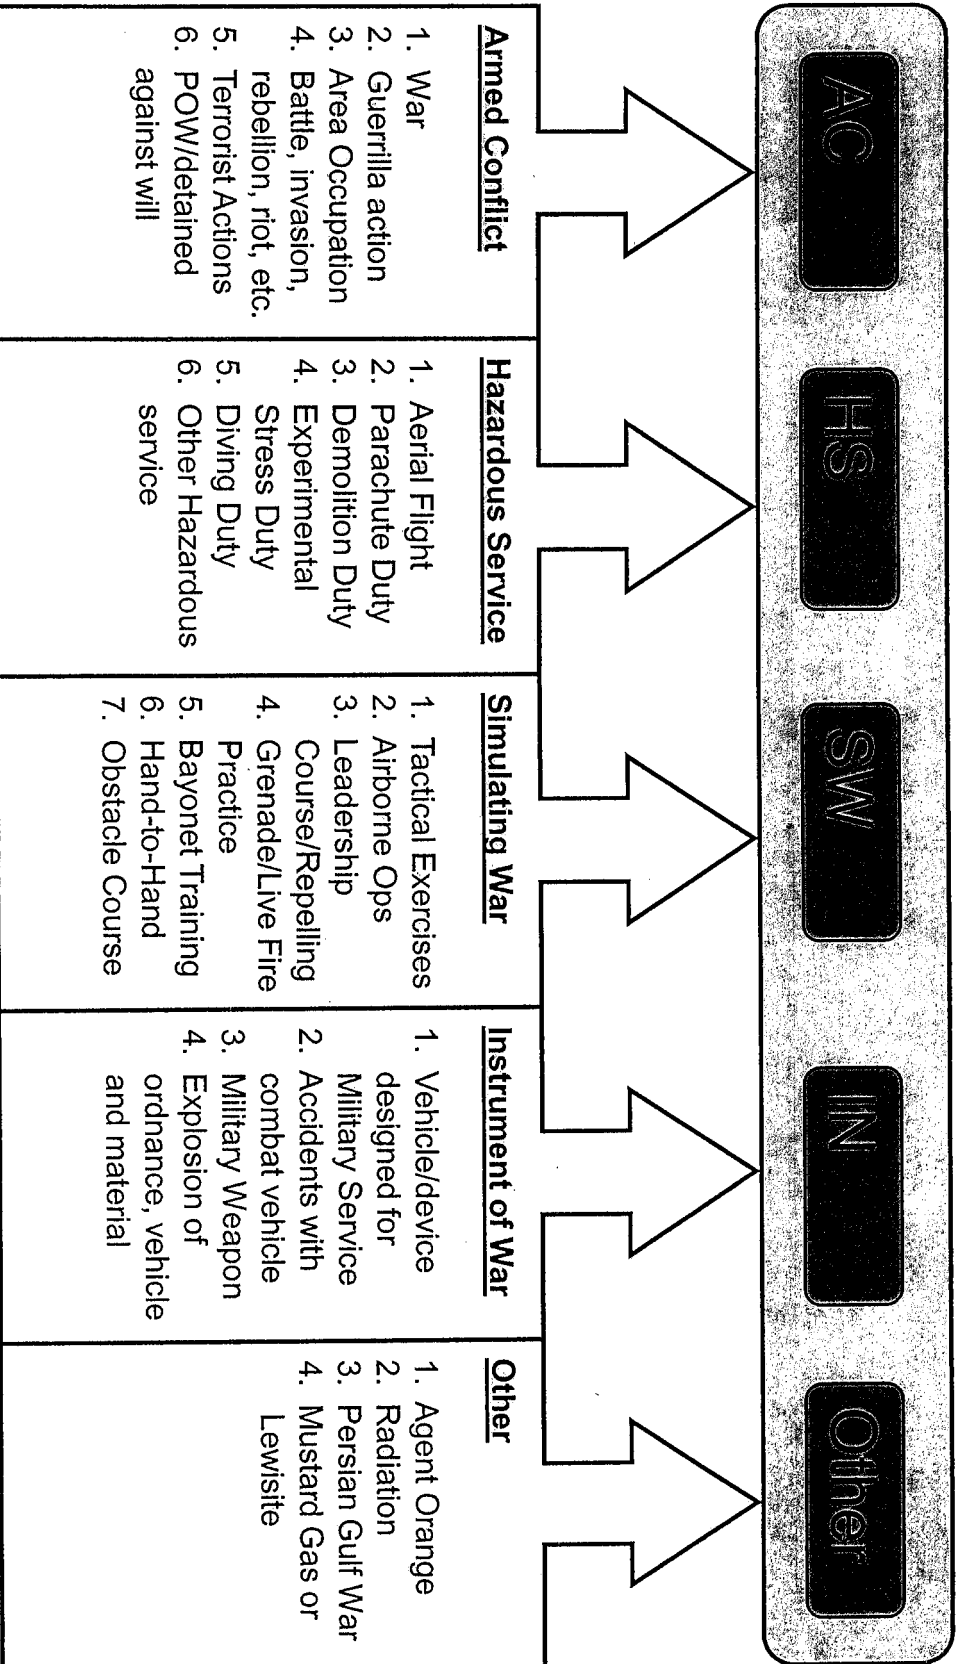 AC
HS
SW
IN
Other
Armed Conflict
1. War
2. Guerrilla action
3. Area Occupation
4. Battle, invasion,
rebellion, riot, etc.
5. Terrorist Actions
6. POW/detained
against will
Hazardous Service
1. Aerial Flight
2. Parachute Duty
3. Demolition Duty
4. Experimental
Stress Duty
5. Diving Duty
6. Other Hazardous
service
Simulating War
1. Tactical Exercises
2. Airborne Ops
3. Leadership
Course/Repelling
4. Grenade/Live Fire
Practice
5. Bayonet Training
6. Hand-to-Hand
7. Obstacle Course
Instrument of War
1. Vehicle/device
designed for
Military Service
2. Accidents with
combat vehicle
3. Military Weapon
4. Explosion of
ordnance, vehicle
and material
Other
1. Agent Orange
2. Radiation
3. Persian Gulf War
4. Mustard Gas or
Lewisite